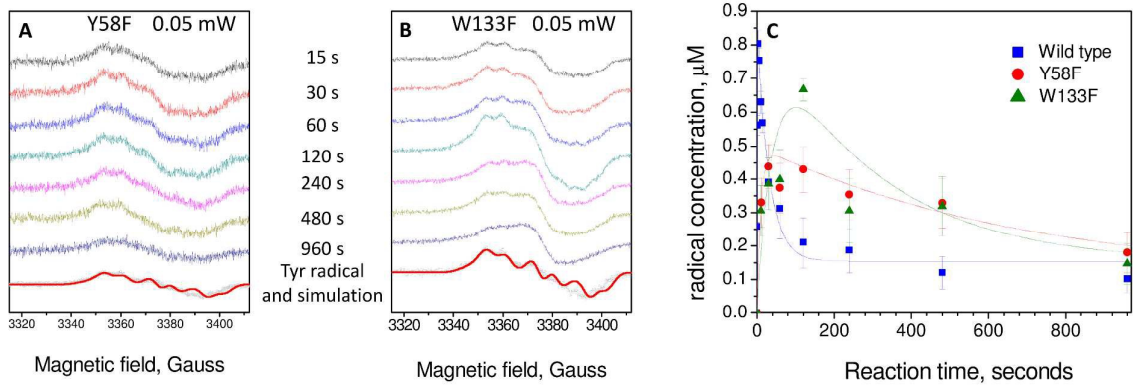 A Y58F 0.05 mW
15 s
30 s
60 s
120 s
240 s
480 s
960 s
Tyr radical
and simulation
3320 3340 3360 3380 3400
Magnetic field, Gauss
B W133F 0.05 mW
3320 3340 3360 3380 3400
Magnetic field, Gauss
C
Wild type
Y58F
W133F
radical concentration, µM
0.9
0.8
0.7
0.6
0.5
0.4
0.3
0.2
0.1
0.0
0 200 400 600 800
Reaction time, seconds